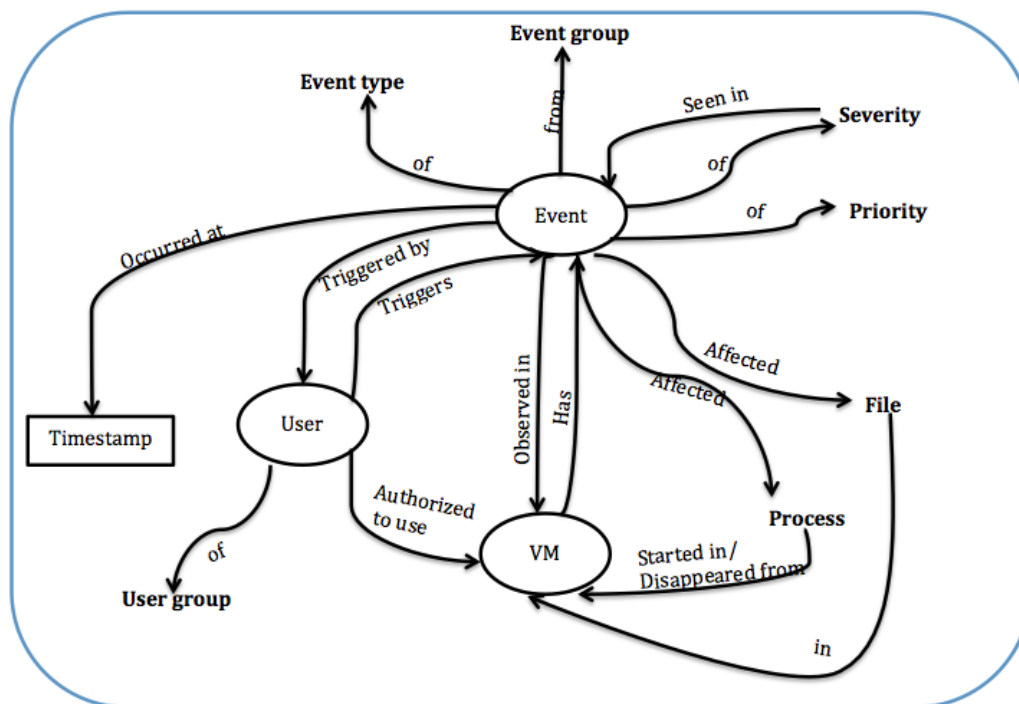 Event group
Event type
Seen in
Severity
from
of
of
Event
of
Priority
Occurred at
Triggered by
Triggers
Affected
Affected
Observed in
Has
File
User
Timestamp
Authorized
to use
Process
VM
Started in/
Disappeared from
of
User group
in